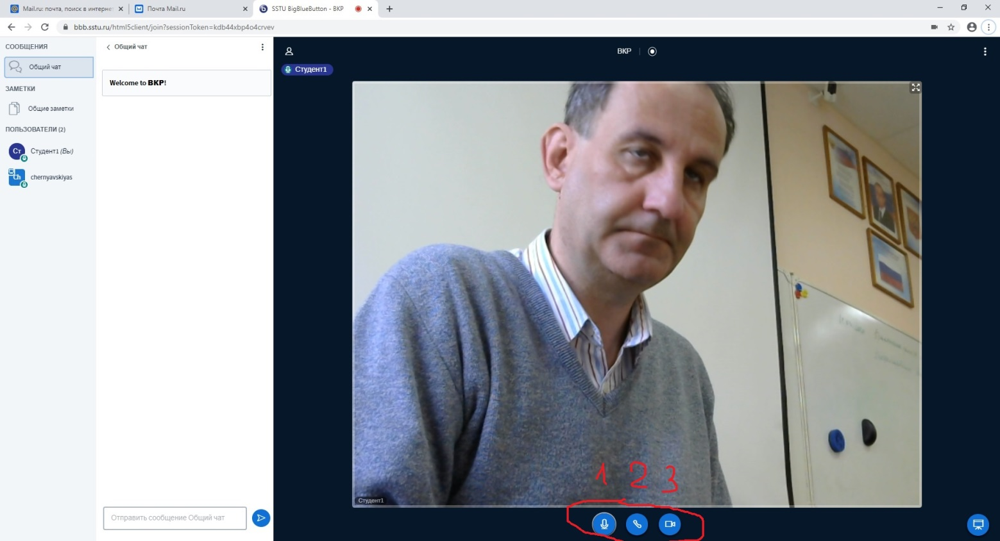 Mail.ru: почта, поиск в интернет
Почта Mail.ru
SSTU BigBlueButton - ВКР
bbb.sstu.ru/html5client/join?sessionToken=kdb44xbp4o4crvev
СООБЩЕНИЯ
Общий чат
ЗАМЕТКИ
Общие заметки
ПОЛЬЗОВАТЕЛИ (2)
Ст
Студент1 (Вы)
Ch
chernyavskiyas
Общий чат
Welcome to ВКР!
Отправить сообщение Общий чат
ВКР
Студент1
1 2 3
Студент1